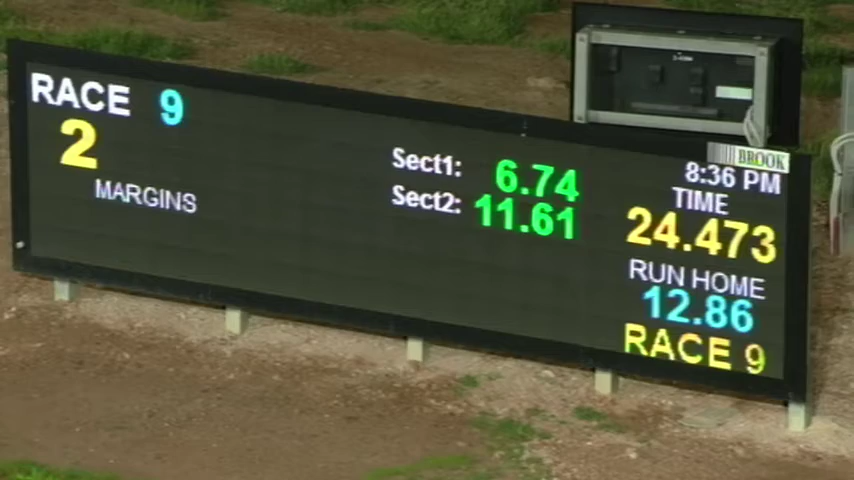 RACE 9
2
MARGINS
Sect1: 6.74
Sect2: 11.61
BROOK
8:36 PM
TIME
24.473
RUN HOME
12.86
RACE 9